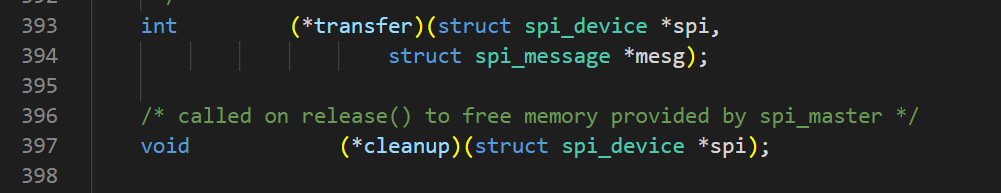 393 int (*transfer)(struct spi_device *spi,
394 struct spi_message *mesg);
395
396 /* called on release() to free memory provided by spi_master */
397 void (*cleanup)(struct spi_device *spi);
398